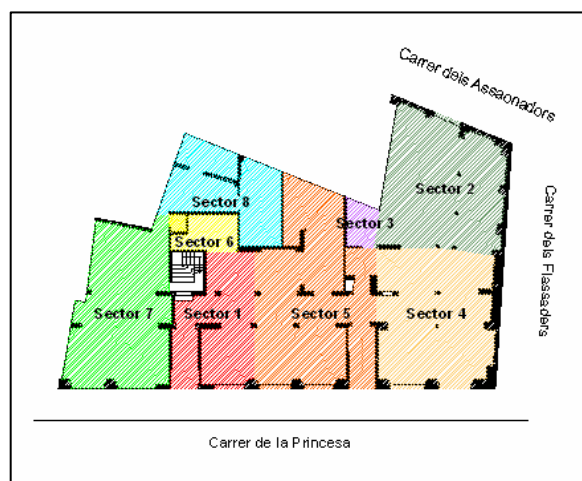 Carrer dels Assaonadors
Sector 2
Carrer dels Flassaders
Sector 8
Sector 3
Sector 6
Sector 7
Sector 1
Sector 5
Sector 4
Carrer de la Princesa